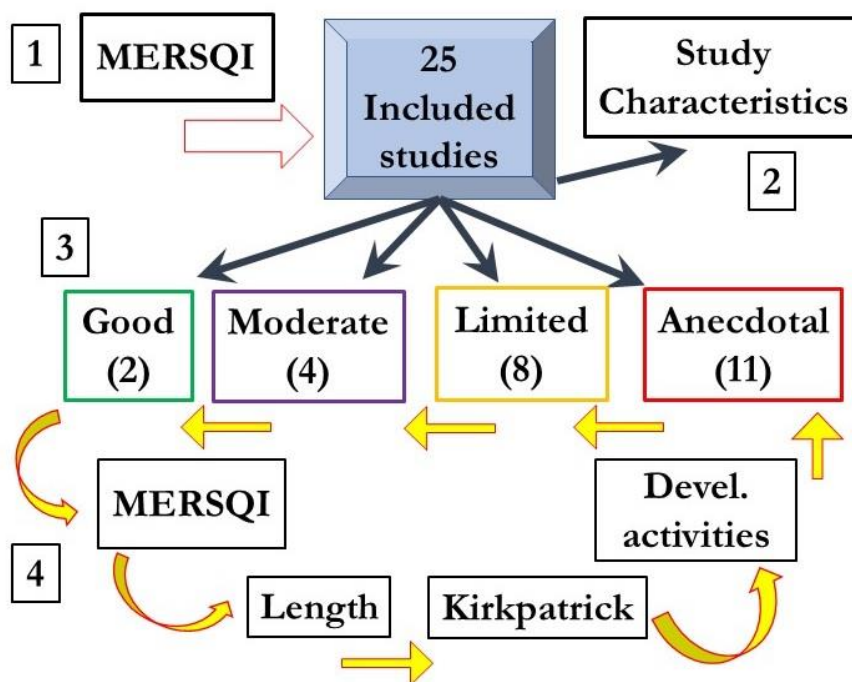 1
MERSQI
25
Included
studies
Study
Characteristics
2
3
Good
(2)
Moderate
(4)
Limited
(8)
Anecdotal
(11)
MERSQI
Devel.
activities
4
Length
Kirkpatrick